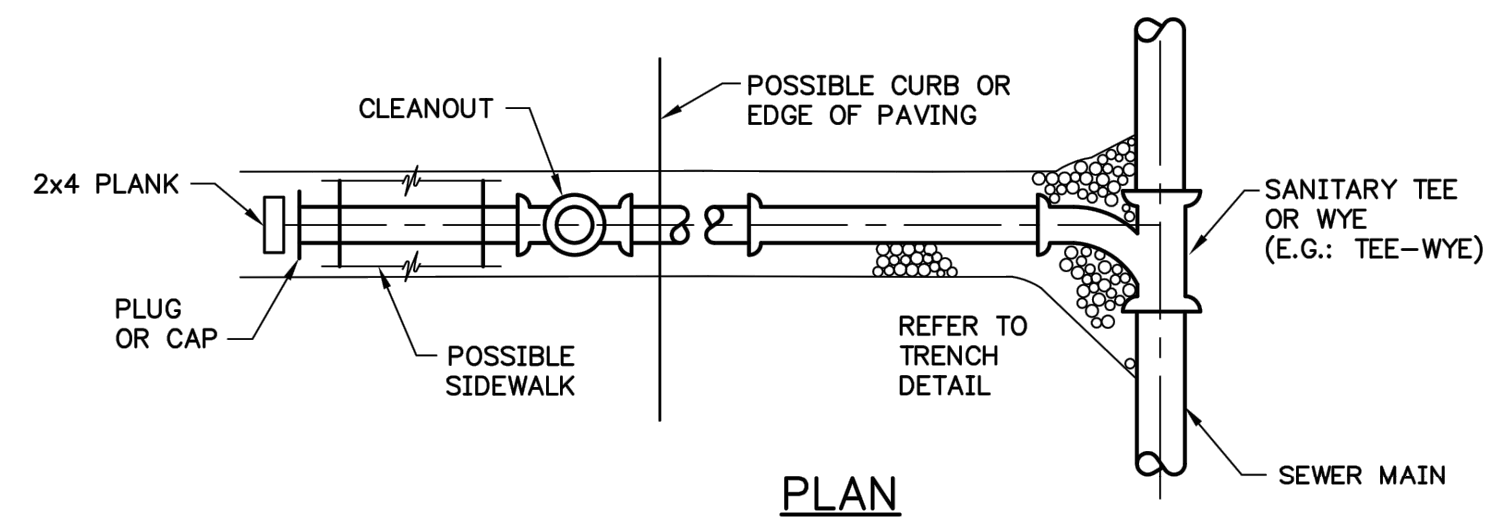 POSSIBLE CURB OR
EDGE OF PAVING
CLEANOUT
2x4 PLANK
SANITARY TEE
OR WYE
(E.G.: TEE-WYE)
PLUG
OR CAP
POSSIBLE
SIDEWALK
REFER TO
TRENCH
DETAIL
SEWER MAIN
PLAN